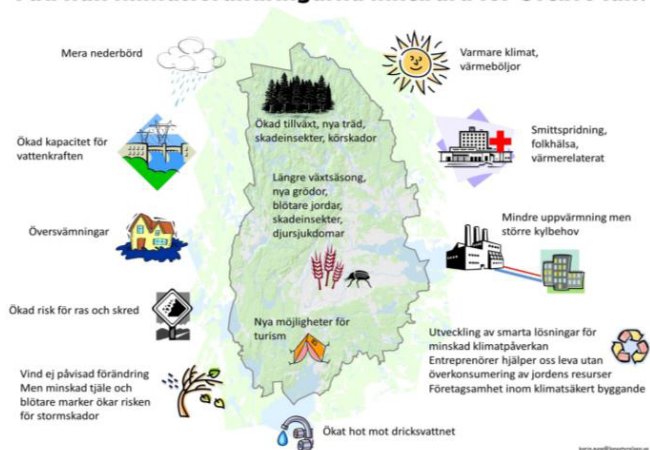 Mera nederbörd
Varmare klimat,
värmeböljor
Ökad tillväxt, nya träd,
skadeinsekter, körskador
Ökad kapacitet för
vattenkraften
Smittspridning,
folkhälsa,
värmerelaterat
Längre växtsäsong,
nya grödor,
blötare jordar,
skadeinsekter,
djursjukdomar
Översvämningar
Mindre uppvärmning men
större kylbehov
Ökad risk för ras och skred
Nya möjligheter för
turism
Utveckling av smarta lösningar för
minskad klimatpåverkan
Entreprenörer hjälper oss leva utan
överkonsumering av jordens resurser
Företagsamhet inom klimatsäkert byggande
Vind ej påvisad förändring
Men minskad tjäle och
blötare marker ökar risken
för stormskador
Ökat hot mot dricksvattnet